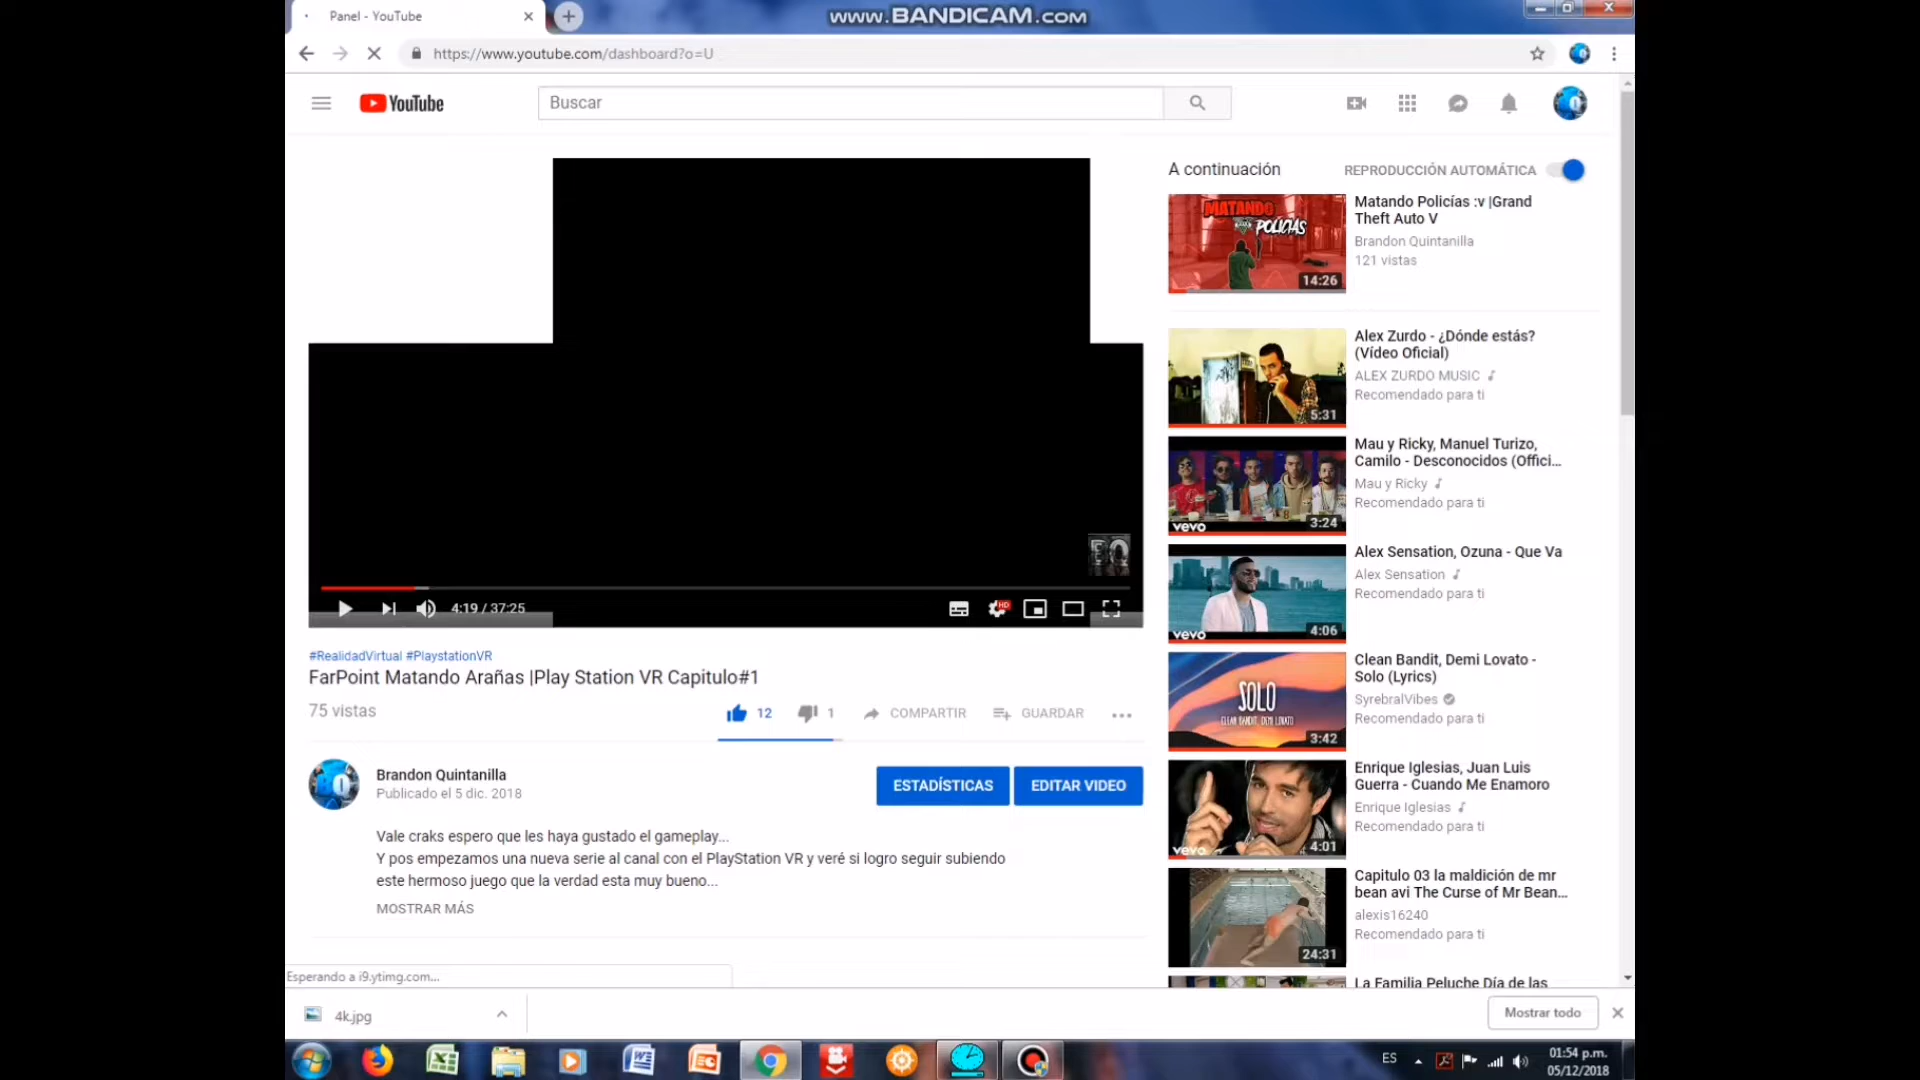 Panel - YouTube
www.BANDICAM.com
https://www.youtube.com/dashboard?o=U
YouTube
Buscar
A continuación
REPRODUCCIÓN AUTOMÁTICA
MATANDO
POLICIAS
14:26
Matando Policías :v |Grand
Theft Auto V
Brandon Quintanilla
121 vistas
5:31
Alex Zurdo - ¿Dónde estás?
(Vídeo Oficial)
ALEX ZURDO MUSIC
Recomendado para ti
vevo
3:24
Mau y Ricky, Manuel Turizo,
Camilo - Desconocidos (Offici...
Mau y Ricky
Recomendado para ti
vevo
4:06
Alex Sensation, Ozuna - Que Va
Alex Sensation
Recomendado para ti
SOLO
CLEAN BANDIT, DEMI LOVATO
3:42
Clean Bandit, Demi Lovato -
Solo (Lyrics)
SyrebralVibes
Recomendado para ti
vevo
4:01
Enrique Iglesias, Juan Luis
Guerra - Cuando Me Enamoro
Enrique Iglesias
Recomendado para ti
24:31
Capitulo 03 la maldición de mr
bean avi The Curse of Mr Bean...
alexis16240
Recomendado para ti
La Familia Peluche Día de las
BQ
4:19 / 37:25
HD
#RealidadVirtual #PlaystationVR
FarPoint Matando Arañas |Play Station VR Capitulo#1
75 vistas
12
1
COMPARTIR
GUARDAR
Brandon Quintanilla
Publicado el 5 dic. 2018
ESTADÍSTICAS
EDITAR VIDEO
Vale craks espero que les haya gustado el gameplay...
Y pos empezamos una nueva serie al canal con el PlayStation VR y veré si logro seguir subiendo
este hermoso juego que la verdad esta muy bueno...
MOSTRAR MÁS
Esperando a i9.ytimg.com...
4k.jpg
Mostrar todo
ES
01:54 p.m.
05/12/2018